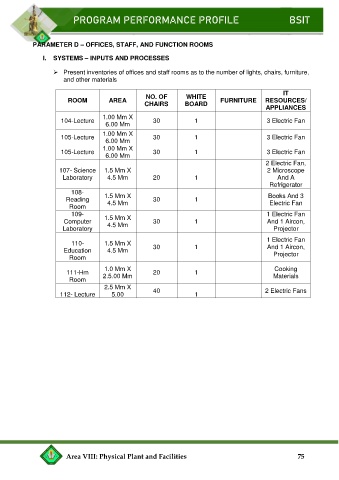 PROGRAM PERFORMANCE PROFILE BSIT
PARAMETER D – OFFICES, STAFF, AND FUNCTION ROOMS
I. SYSTEMS – INPUTS AND PROCESSES
➢ Present inventories of offices and staff rooms as to the number of lights, chairs, furniture,
and other materials
ROOM AREA NO. OF CHAIRS WHITE BOARD FURNITURE IT RESOURCES/ APPLIANCES
104-Lecture 1.00 Mm X 6.00 Mm 30 1 3 Electric Fan
105-Lecture 1.00 Mm X 6.00 Mm 30 1 3 Electric Fan
105-Lecture 1.00 Mm X 6.00 Mm 30 1 3 Electric Fan
107- Science Laboratory 1.5 Mm X 4.5 Mm 20 1 2 Electric Fan, 2 Microscope And A Refrigerator
108- Reading Room 1.5 Mm X 4.5 Mm 30 1 Books And 3 Electric Fan
109- Computer Laboratory 1.5 Mm X 4.5 Mm 30 1 1 Electric Fan And 1 Aircon, Projector
110- Education Room 1.5 Mm X 4.5 Mm 30 1 1 Electric Fan And 1 Aircon, Projector
111-Hm Room 1.0 Mm X 2.5.00 Mm 20 1 Cooking Materials
112- Lecture 2.5 Mm X 5.00 40 1 2 Electric Fans
Area VIII: Physical Plant and Facilities 75